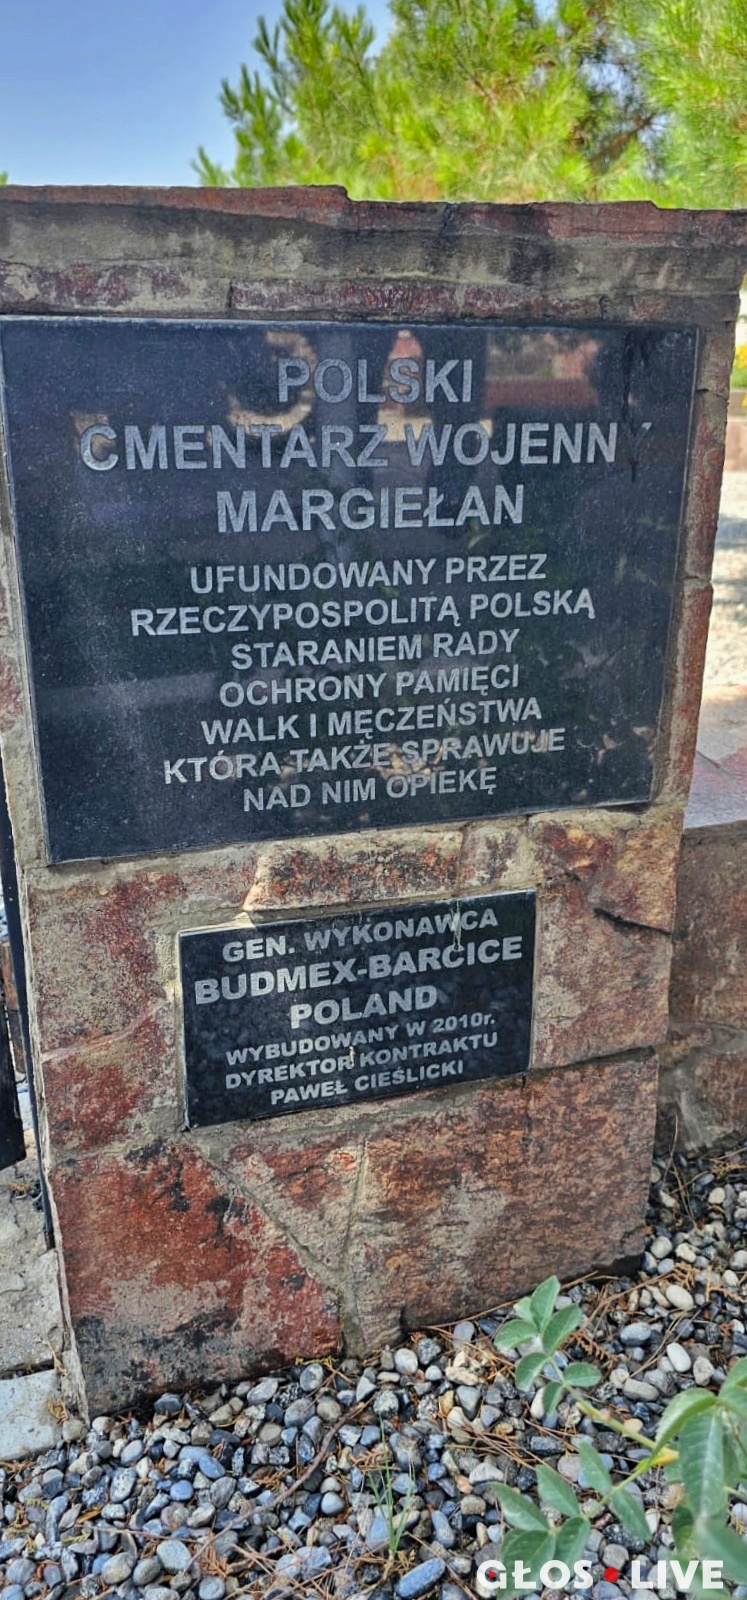 POLSKI
CMENTARZ WOJENNY
MARGIEŁAN
UFUNDOWANY PRZEZ
RZECZYPOSPOLITĄ POLSKĄ
STARANIEM RADY
OCHRONY PAMIĘCI
WALK I MĘCZEŃSTWA
KTÓRA TAKŻE SPRAWUJE
NAD NIM OPIEKĘ
GEN. WYKONAWCA
BUDMEX-BARCICE
POLAND
WYBUDOWANY W 2010r.
DYREKTOR KONTRAKTU
PAWEŁ CIEŚLICKI
GŁOS•LIVE